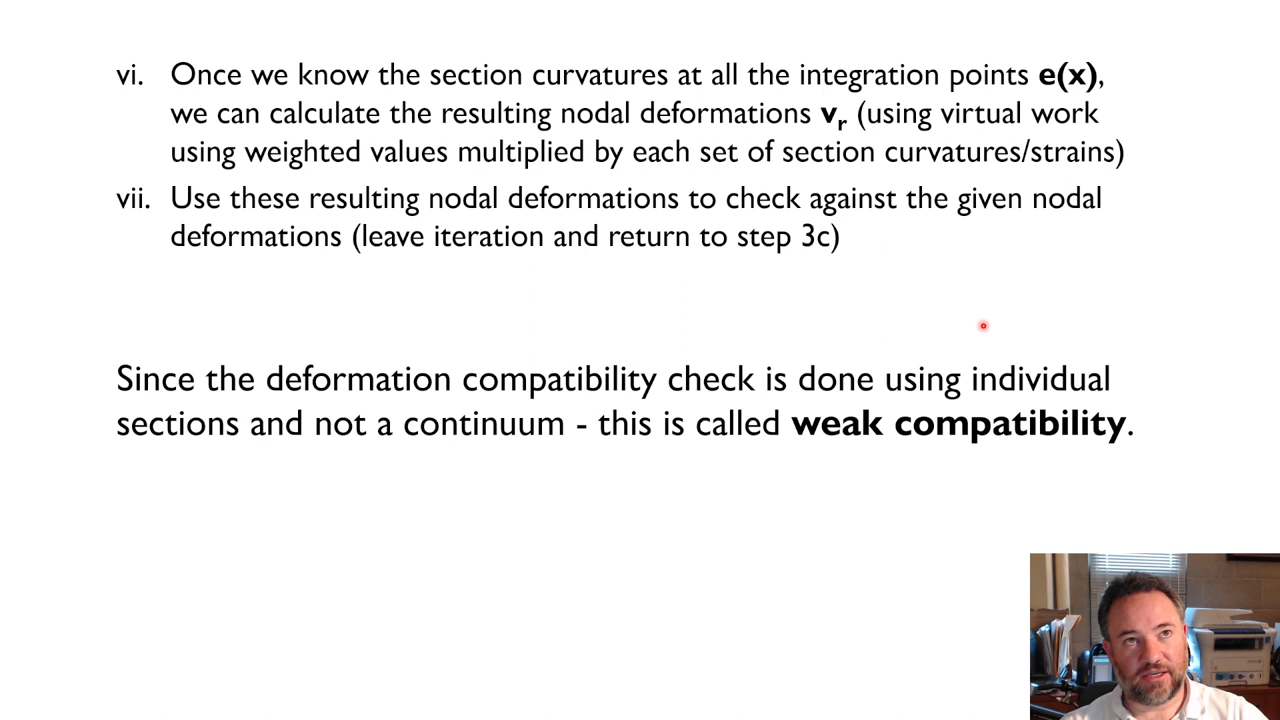 vi. Once we know the section curvatures at all the integration points e(x),
we can calculate the resulting nodal deformations vr (using virtual work
using weighted values multiplied by each set of section curvatures/strains)
vii. Use these resulting nodal deformations to check against the given nodal
deformations (leave iteration and return to step 3c)
Since the deformation compatibility check is done using individual
sections and not a continuum - this is called weak compatibility.